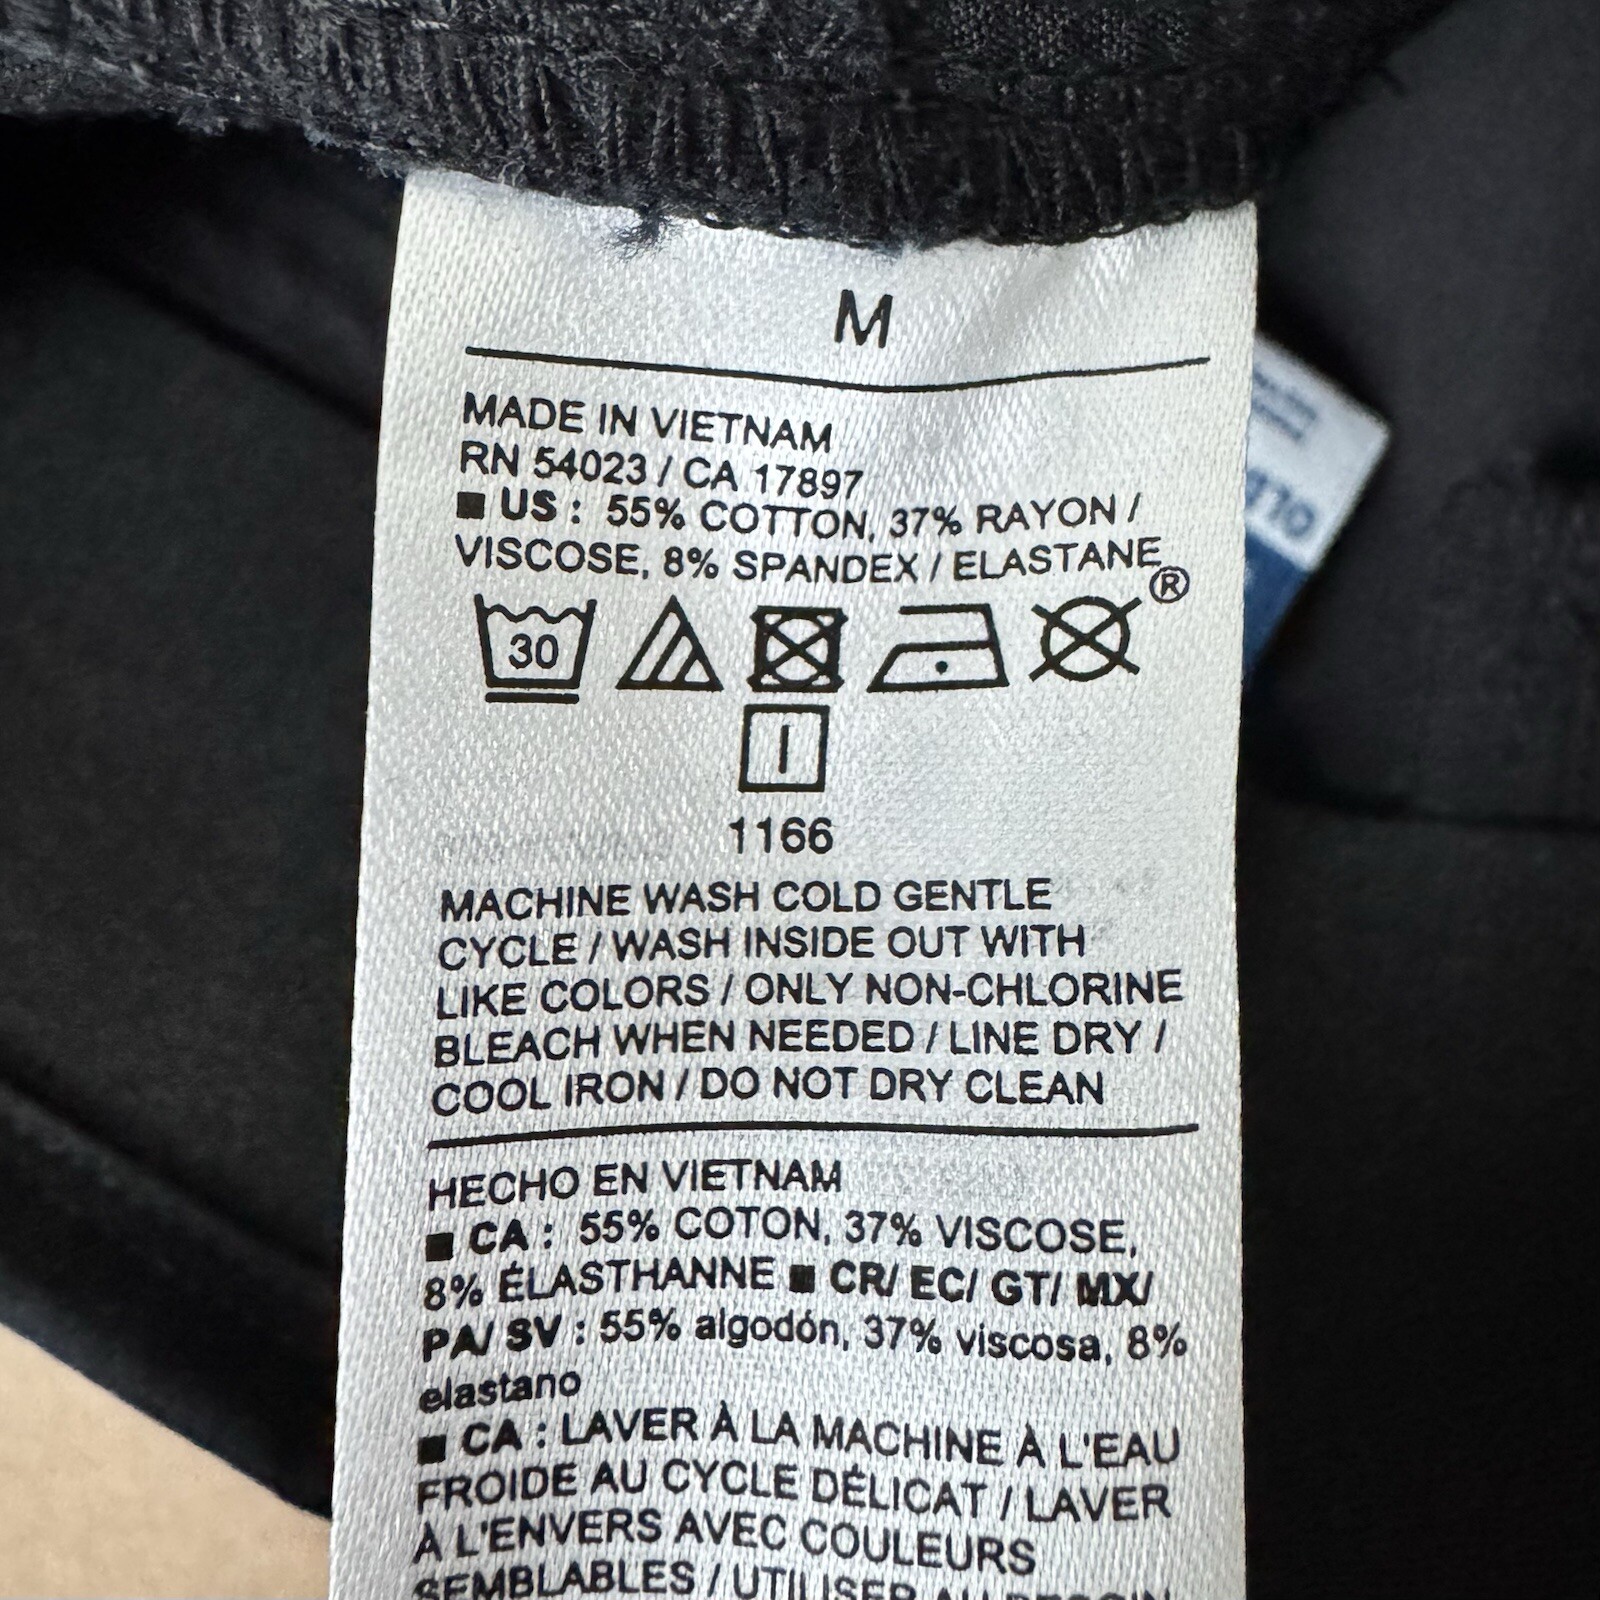 M
MADE IN VIETNAM
RN 54023 / CA 17897
■ US : 55% COTTON, 37% RAYON /
VISCOSE, 8% SPANDEX / ELASTANE
®
30
1166
MACHINE WASH COLD GENTLE
CYCLE / WASH INSIDE OUT WITH
LIKE COLORS / ONLY NON-CHLORINE
BLEACH WHEN NEEDED / LINE DRY /
COOL IRON / DO NOT DRY CLEAN
HECHO EN VIETNAM
■ CA : 55% COTON, 37% VISCOSE,
8% ÉLASTHANNE ■ CR/ EC/ GT/ MX/
PA/ SV : 55% algodón, 37% viscosa, 8%
elastano
■ CA : LAVER À LA MACHINE À L'EAU
FROIDE AU CYCLE DÉLICAT / LAVER
À L'ENVERS AVEC COULEURS
SEMBLABLES / UTILISER AU BESOIN